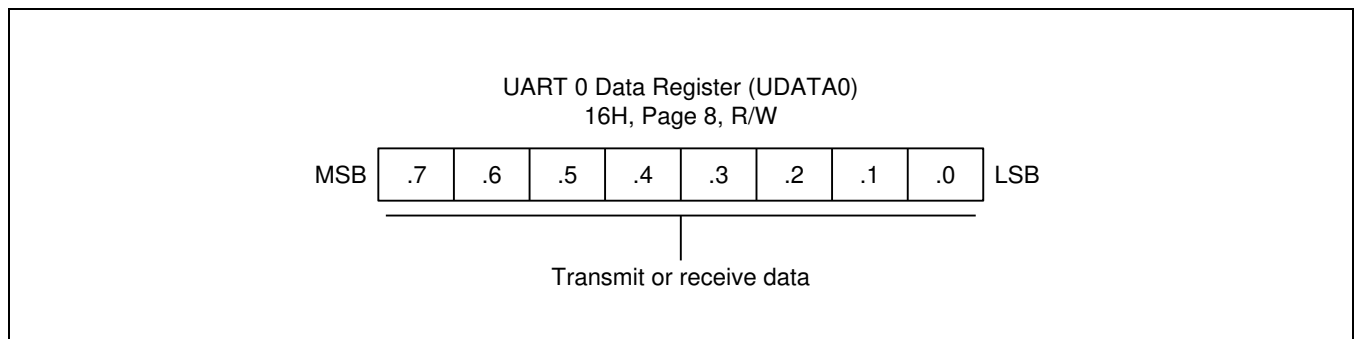 UART 0 Data Register (UDATA0)
16H, Page 8, R/W
MSB .7 .6 .5 .4 .3 .2 .1 .0 LSB
Transmit or receive data